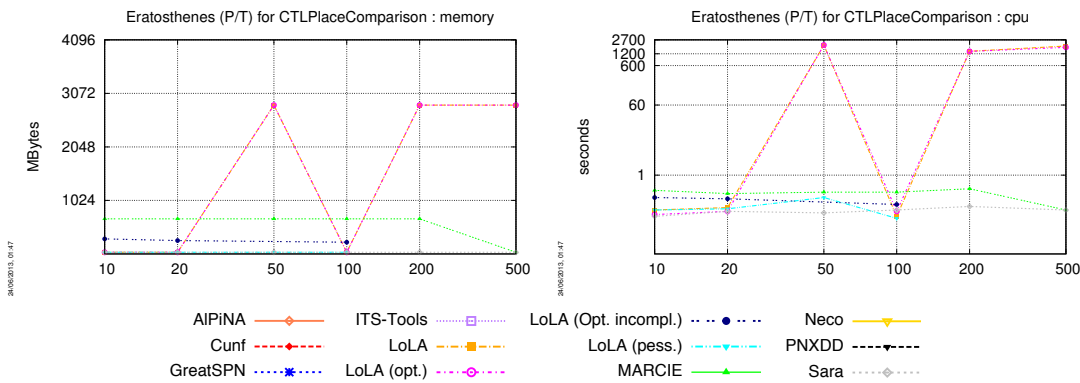 Eratosthenes (P/T) for CTLPlaceComparison : memory
4096
3072
2048
1024
MBytes
10 20 50 100 200 500
24/06/2013, 01:47
Eratosthenes (P/T) for CTLPlaceComparison : cpu
2700
1200
600
60
1
seconds
10 20 50 100 200 500
24/06/2013, 01:47
AlPiNA
Cunf
GreatSPN
ITS-Tools
LoLA
LoLA (opt.)
LoLA (Opt. incompl.)
LoLA (pess.)
MARCIE
Neco
PNXDD
Sara